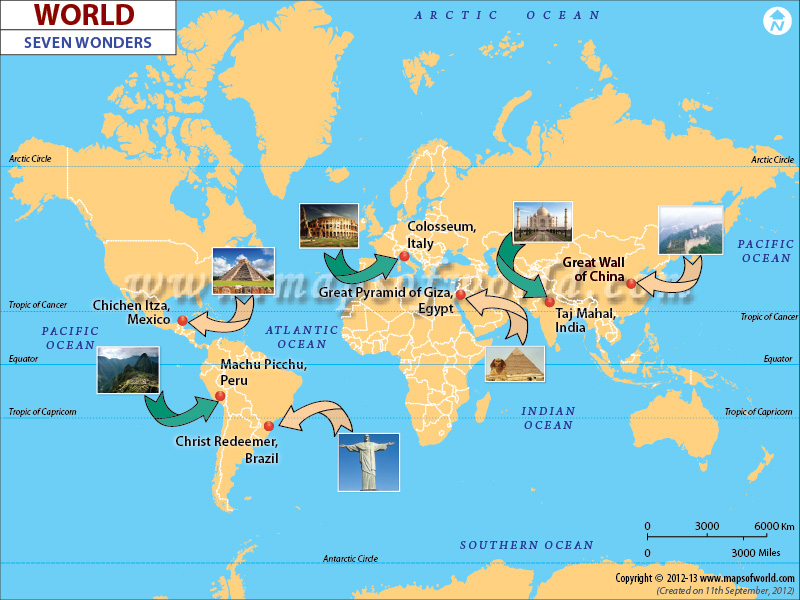 WORLD
SEVEN WONDERS
ARCTIC OCEAN
N
Arctic Circle
Arctic Circle
Colosseum,
Italy
PACIFIC
OCEAN
Great Wall
of China
www.mapsofworld.com
Great Pyramid of Giza,
Egypt
Chichen Itza,
Mexico
Tropic of Cancer
Tropic of Cancer
Taj Mahal,
India
PACIFIC
OCEAN
ATLANTIC
OCEAN
Equator
Equator
Machu Picchu,
Peru
Tropic of Capricorn
Tropic of Capricorn
INDIAN
OCEAN
Christ Redeemer,
Brazil
0 3000 6000 Km
0 3000 Miles
SOUTHERN OCEAN
Antarctic Circle
Copyright © 2012-13 www.mapsofworld.com
(Created on 11th September, 2012)